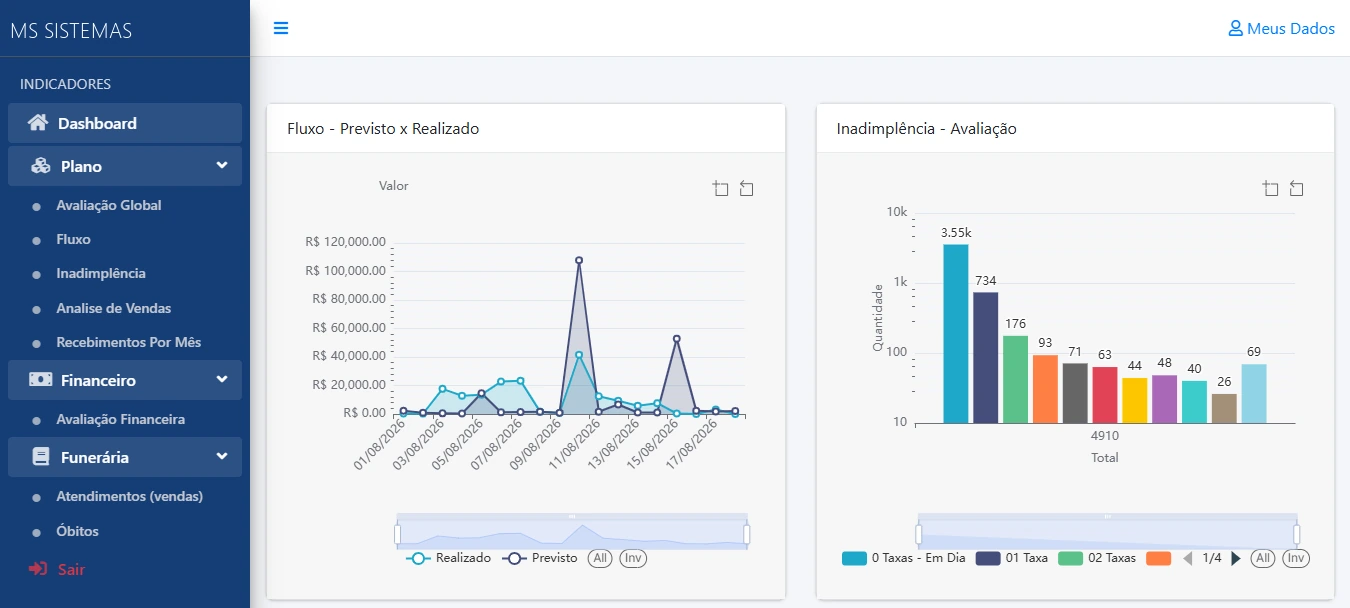 MS SISTEMAS
Meus Dados
INDICADORES
Dashboard
Plano
Avaliação Global
Fluxo
Inadimplência
Analise de Vendas
Recebimentos Por Mês
Financeiro
Avaliação Financeira
Funerária
Atendimentos (vendas)
Óbitos
Sair
Fluxo - Previsto x Realizado
Valor
R$ 120,000.00
R$ 100,000.00
R$ 80,000.00
R$ 60,000.00
R$ 40,000.00
R$ 20,000.00
R$ 0.00
01/08/2026
03/08/2026
05/08/2026
07/08/2026
09/08/2026
11/08/2026
13/08/2026
15/08/2026
17/08/2026
Realizado Previsto All Inv
Inadimplência - Avaliação
Quantidade
10k
1k
100
10
3.55k
734
176
93
71
63
44
48
40
26
69
4910
Total
0 Taxas - Em Dia 01 Taxa 02 Taxas 1/4 All Inv